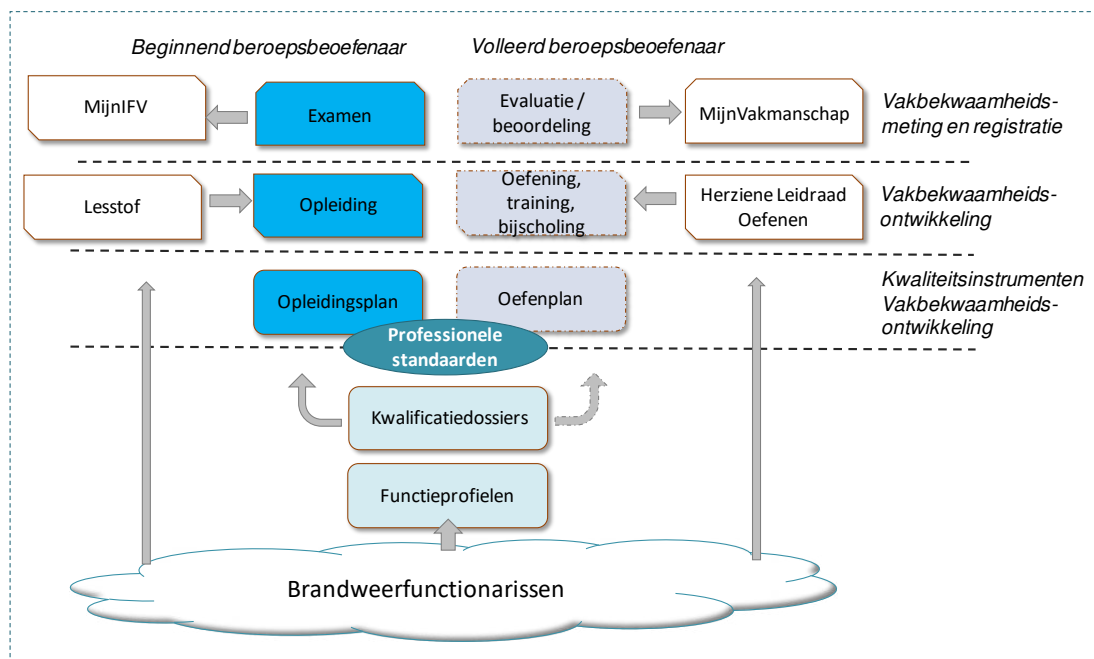 Beginnend beroepsbeoefenaar
Volleerd beroepsbeoefenaar
MijnIFV
Examen
Evaluatie /
beoordeling
MijnVakmanschap
Vakbekwaamheids-
meting en registratie
Lesstof
Opleiding
Oefening,
training,
bijscholing
Herziene Leidraad
Oefenen
Vakbekwaamheids-
ontwikkeling
Opleidingsplan
Oefenplan
Kwaliteitsinstrumenten
Vakbekwaamheids-
ontwikkeling
Professionele
standaarden
Kwalificatiedossiers
Functieprofielen
Brandweerfunctionarissen